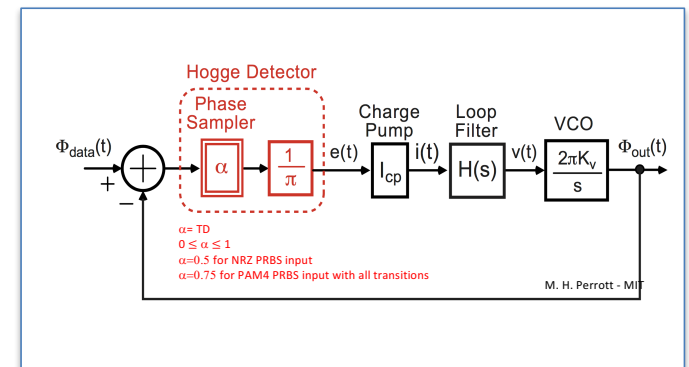 Hogge Detector
Phase
Sampler
Charge
Pump
Loop
Filter
VCO
Φdata(t)
+
−
+
α
1
π
e(t)
Icp
i(t)
H(s)
v(t)
2πKv
s
Φout(t)
α= TD
0 ≤ α ≤ 1
α=0.5 for NRZ PRBS input
α=0.75 for PAM4 PRBS input with all transitions
M. H. Perrott - MIT